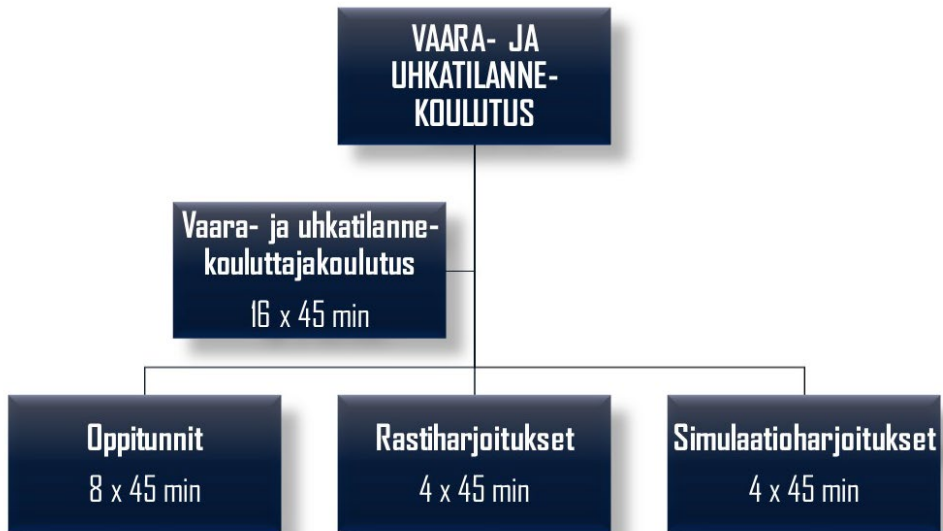 VAARA- JA
UHKATILANNE-
KOULUTUS
Vaara- ja uhkatilanne-
kouluttajakoulutus
16 x 45 min
Oppitunnit
8 x 45 min
Rastiharjoitukset
4 x 45 min
Simulaatioharjoitukset
4 x 45 min